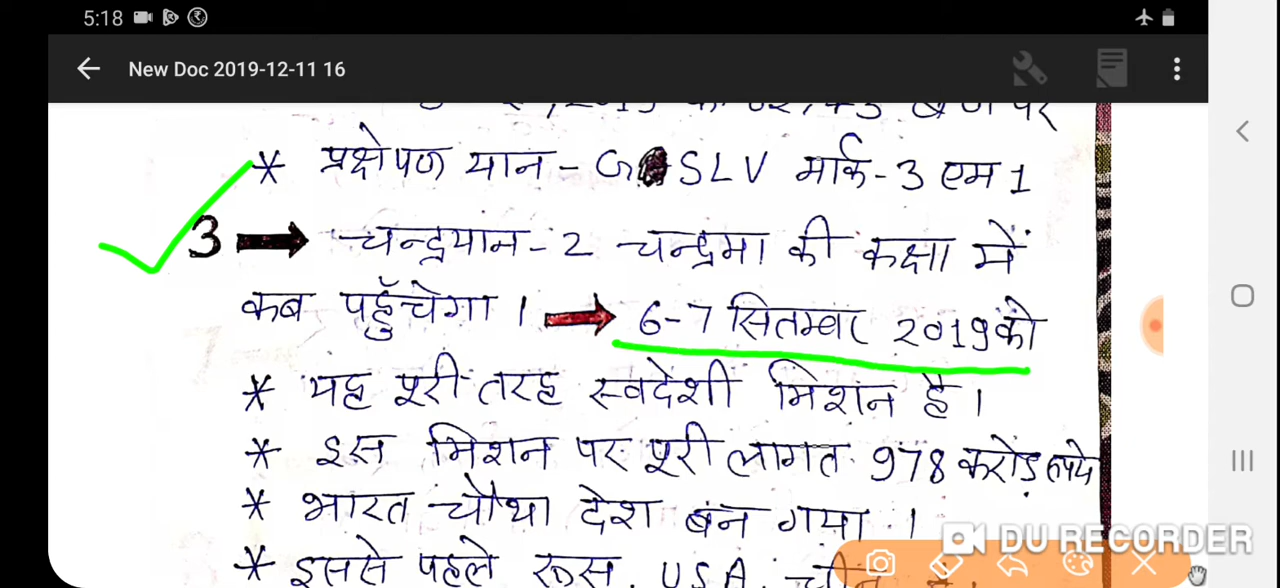 5:18
New Doc 2019-12-11 16
* प्रक्षेपण यान - G SLV मार्क - 3 एम 1
3 → चन्द्रयान - 2 चन्द्रमा की कक्षा में
कब पहुँचेगा । → 6-7 सितम्बर 2019 को
* यह पूरी तरह स्वदेशी मिशन है ।
* इस मिशन पर पूरी लागत 978 करोड़ रुपये
* भारत चौथा देश बन गया ।
DU RECORDER
* इससे पहले रूस, USA,